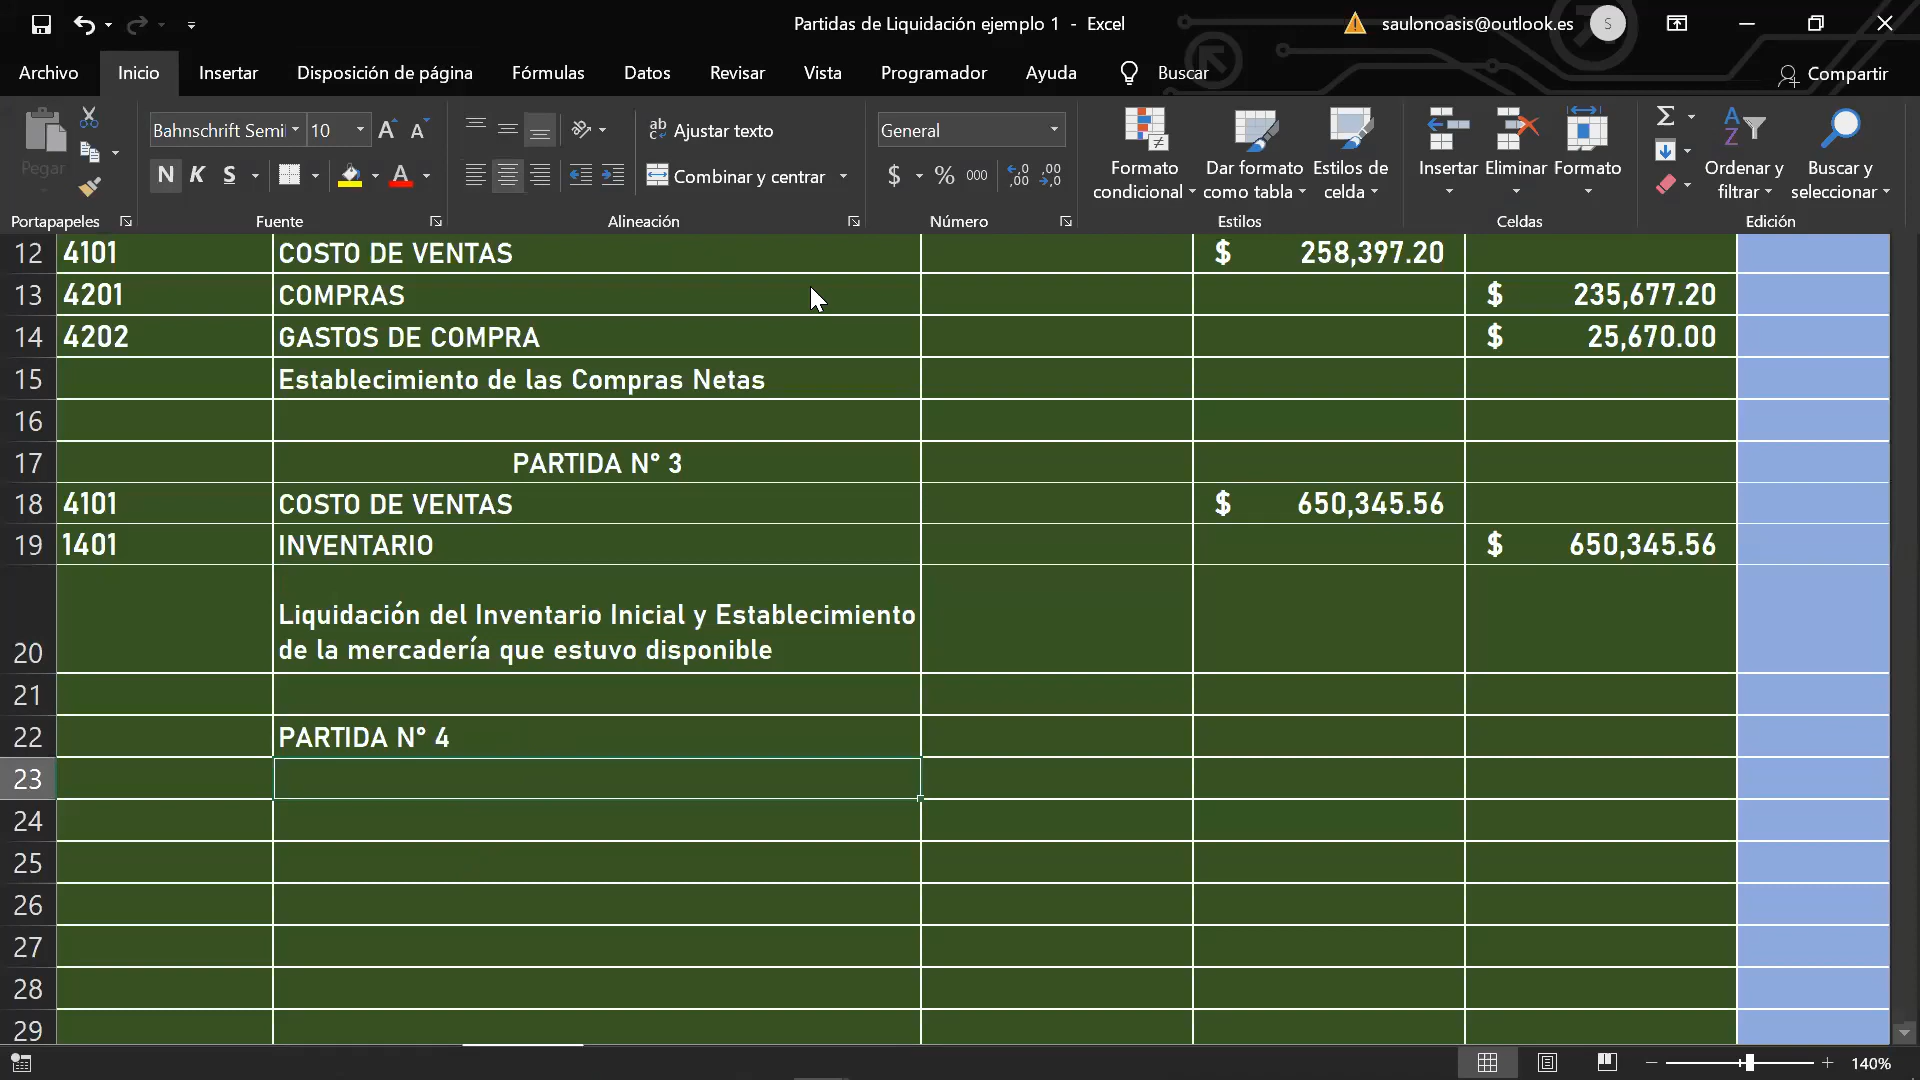 Partidas de Liquidación ejemplo 1 - Excel
saulonoasis@outlook.es
S
Archivo
Inicio
Insertar
Disposición de página
Fórmulas
Datos
Revisar
Vista
Programador
Ayuda
Buscar
Compartir
Pegar
Bahnschrift Semil
10
Ajustar texto
General
N K S
Combinar y centrar
$ % 000
Formato condicional
Dar formato como tabla
Estilos de celda
Insertar
Eliminar
Formato
Ordenar y filtrar
Buscar y seleccionar
Portapapeles
Fuente
Alineación
Número
Estilos
Celdas
Edición
12 4101 COSTO DE VENTAS $ 258,397.20
13 4201 COMPRAS $ 235,677.20
14 4202 GASTOS DE COMPRA $ 25,670.00
15 Establecimiento de las Compras Netas
16
17 PARTIDA N° 3
18 4101 COSTO DE VENTAS $ 650,345.56
19 1401 INVENTARIO $ 650,345.56
Liquidación del Inventario Inicial y Establecimiento
20 de la mercadería que estuvo disponible
21
22 PARTIDA N° 4
23
24
25
26
27
28
29
140%